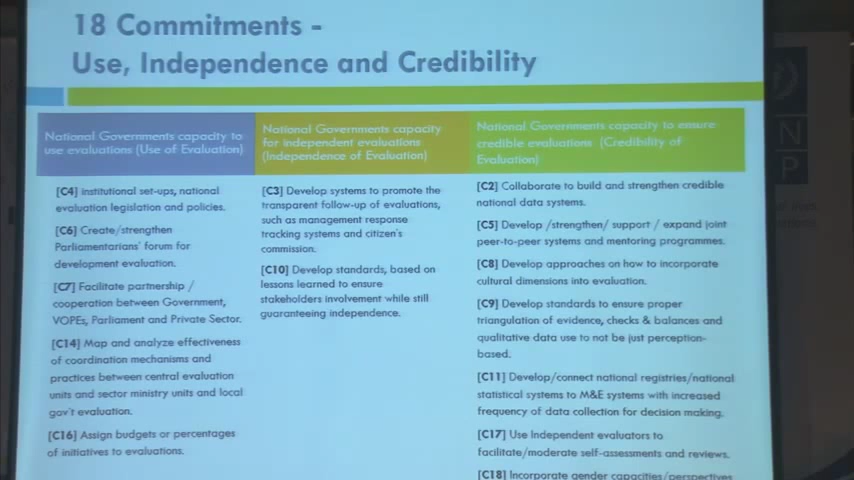 18 Commitments -
Use, Independence and Credibility
National Governments capacity to
use evaluations (Use of Evaluation)
[C4] institutional set-ups, national
evaluation legislation and policies.
[C6] Create/strengthen
Parliamentarians' forum for
development evaluation.
[C7] Facilitate partnership /
cooperation between Government,
VOPEs, Parliament and Private Sector.
[C14] Map and analyze effectiveness
of coordination mechanisms and
practices between central evaluation
units and sector ministry units and local
gov't evaluation.
[C16] Assign budgets or percentages
of initiatives to evaluations.
National Governments capacity
for independent evaluations
(Independence of Evaluation)
[C3] Develop systems to promote the
transparent follow-up of evaluations,
such as management response
tracking systems and citizen's
commission.
[C10] Develop standards, based on
lessons learned to ensure
stakeholders involvement while still
guaranteeing independence.
National Governments capacity to ensure
credible evaluations (Credibility of
Evaluation)
[C2] Collaborate to build and strengthen credible
national data systems.
[C5] Develop /strengthen/ support / expand joint
peer-to-peer systems and mentoring programmes.
[C8] Develop approaches on how to incorporate
cultural dimensions into evaluation.
[C9] Develop standards to ensure proper
triangulation of evidence, checks & balances and
qualitative data use to not be just perception-
based.
[C11] Develop/connect national registries/national
statistical systems to M&E systems with increased
frequency of data collection for decision making.
[C17] Use Independent evaluators to
facilitate/moderate self-assessments and reviews.
[C18] Incorporate gender capacities/perspectives
N
P